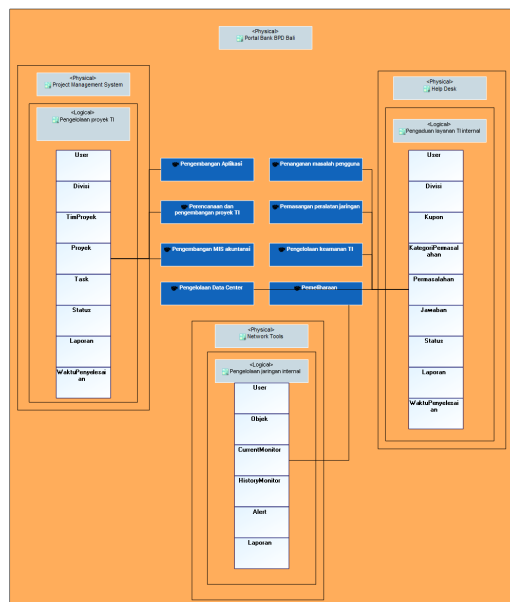 <Physical>
Portal Bank BPD Bali
<Physical>
Project Management System
<Logical>
Pengelolaan proyek TI
User
Divisi
TimProyek
Proyek
Task
Status
Laporan
WaktuPenyelesai
an
Pengembangan Aplikasi
Perencanaan dan
pengembangan proyek TI
Pengembangan MIS akuntansi
Pengelolaan Data Center
Penanganan masalah pengguna
Pemasangan peralatan jaringan
Pengelolaan keamanan TI
Pemeliharaan
<Physical>
Help Desk
<Logical>
Pengaduan layanan TI internal
User
Divisi
Kupon
KategoriPermasal
ahan
Permasalahan
Jawaban
Status
Laporan
WaktuPenyelesai
an
<Physical>
Network Tools
<Logical>
Pengelolaan jaringan internal
User
Objek
CurrentMonitor
HistoryMonitor
Alert
Laporan